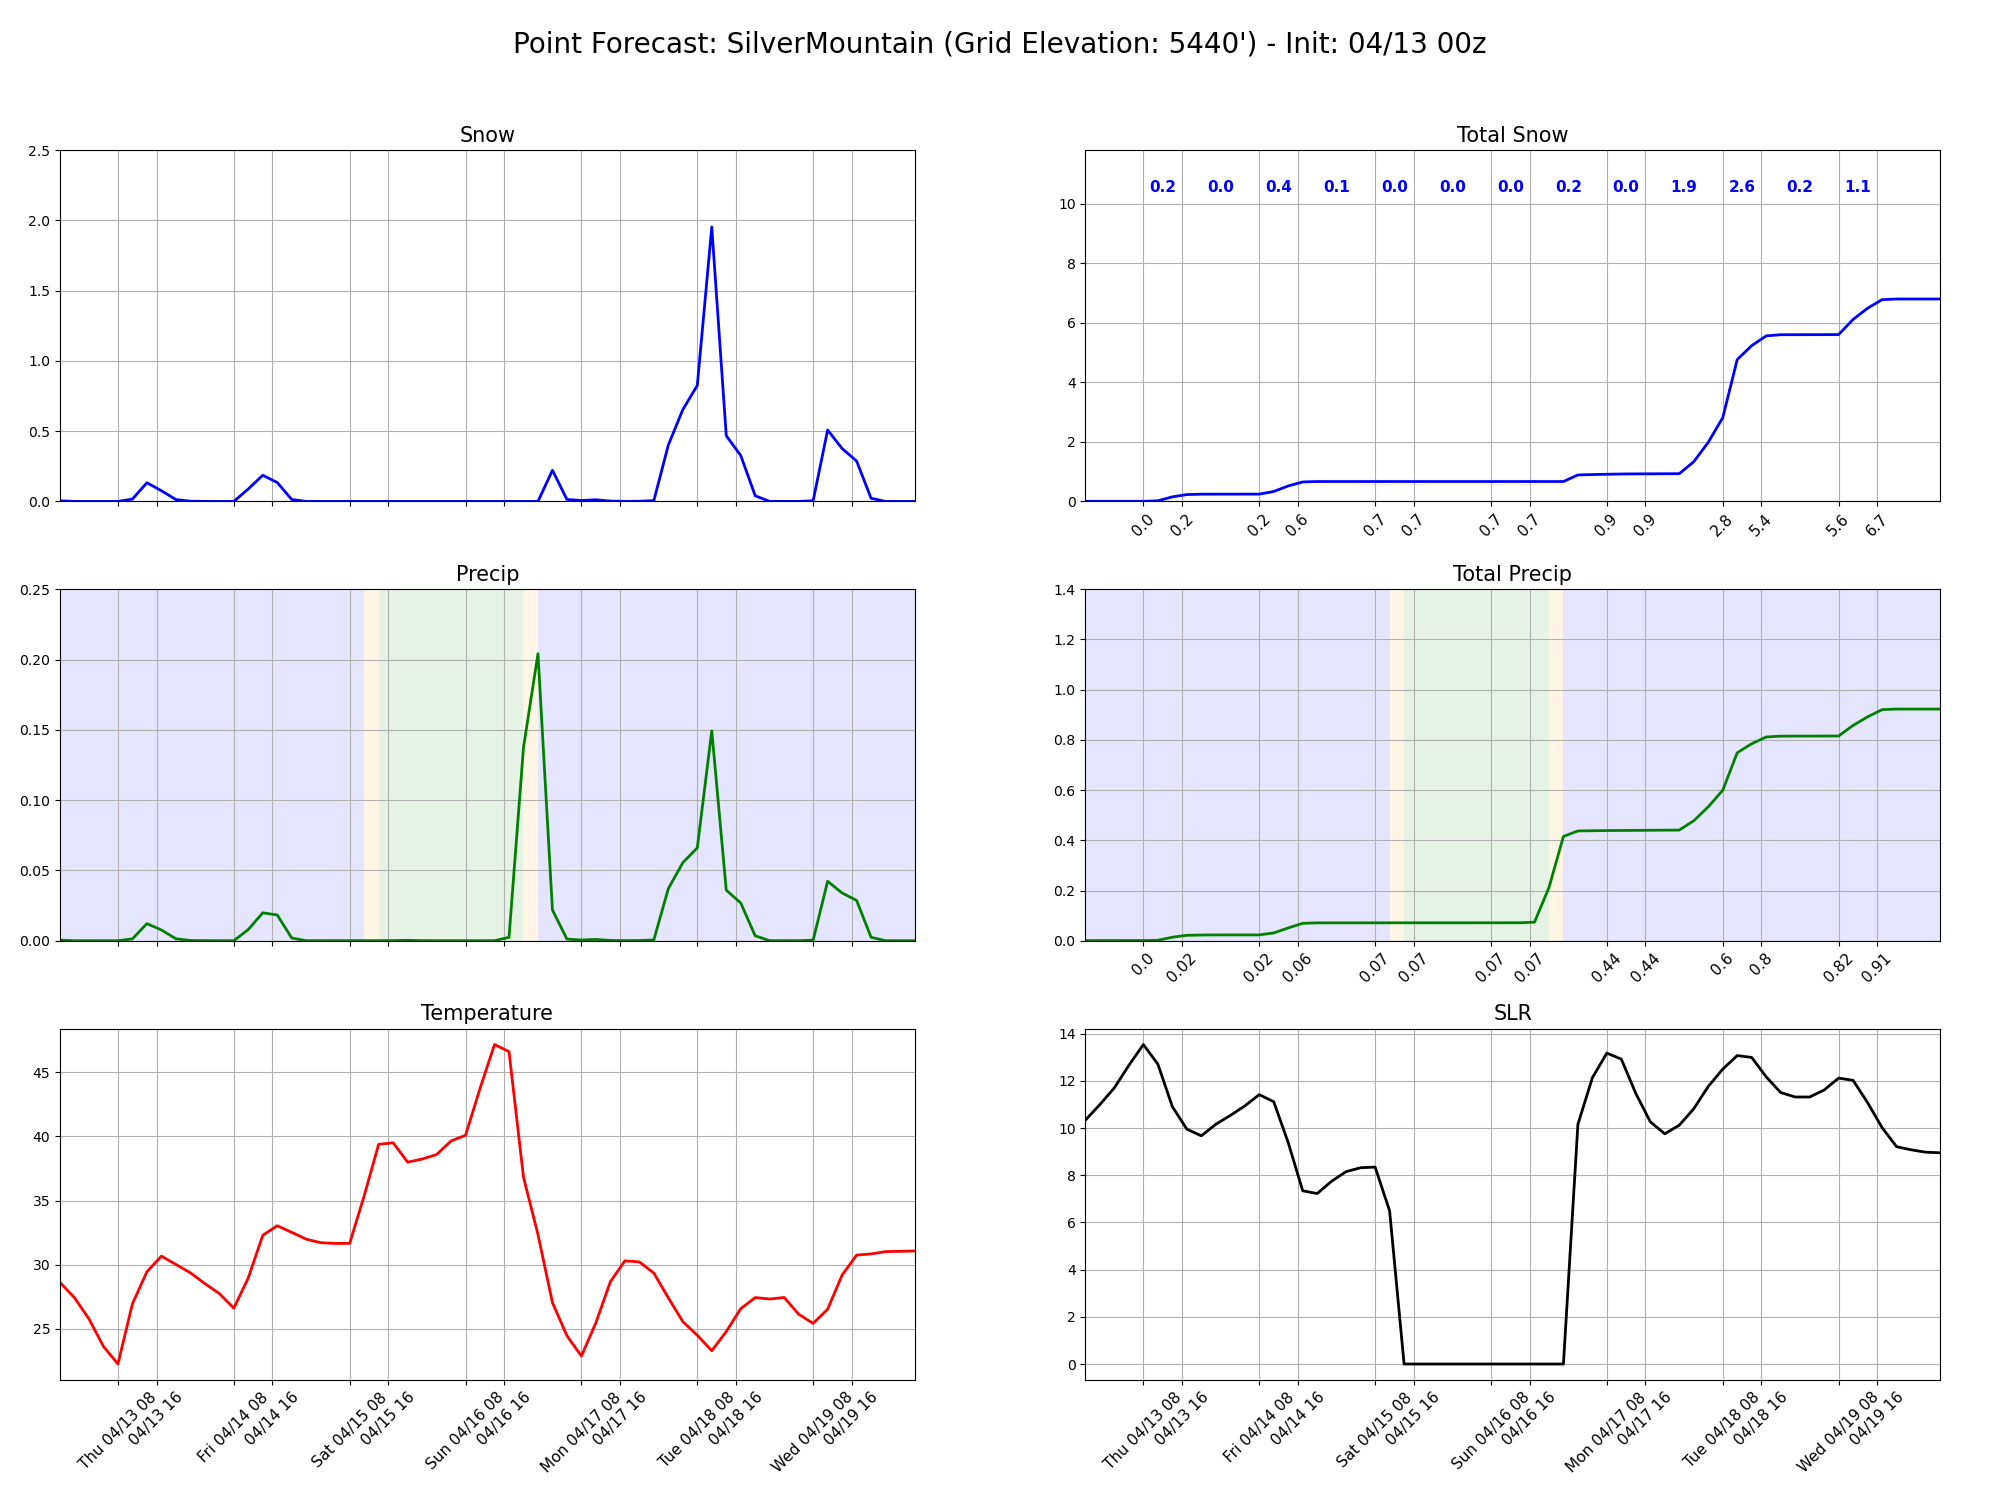 Point Forecast: SilverMountain (Grid Elevation: 5440') - Init: 04/13 00z
Snow
2.5
2.0
1.5
1.0
0.5
0.0
Total Snow
0.2 0.0 0.4 0.1 0.0 0.0 0.0 0.2 0.0 1.9 2.6 0.2 1.1
10
8
6
4
2
0
0.0 0.2 0.2 0.6 0.7 0.7 0.7 0.7 0.9 0.9 2.8 5.4 5.6 6.7
Precip
0.25
0.20
0.15
0.10
0.05
0.00
Total Precip
1.4
1.2
1.0
0.8
0.6
0.4
0.2
0.0
0.0 0.02 0.02 0.06 0.07 0.07 0.07 0.07 0.44 0.44 0.6 0.8 0.82 0.91
Temperature
45
40
35
30
25
Thu 04/13 08
04/13 16
Fri 04/14 08
04/14 16
Sat 04/15 08
04/15 16
Sun 04/16 08
04/16 16
Mon 04/17 08
04/17 16
Tue 04/18 08
04/18 16
Wed 04/19 08
04/19 16
SLR
14
12
10
8
6
4
2
0
Thu 04/13 08
04/13 16
Fri 04/14 08
04/14 16
Sat 04/15 08
04/15 16
Sun 04/16 08
04/16 16
Mon 04/17 08
04/17 16
Tue 04/18 08
04/18 16
Wed 04/19 08
04/19 16